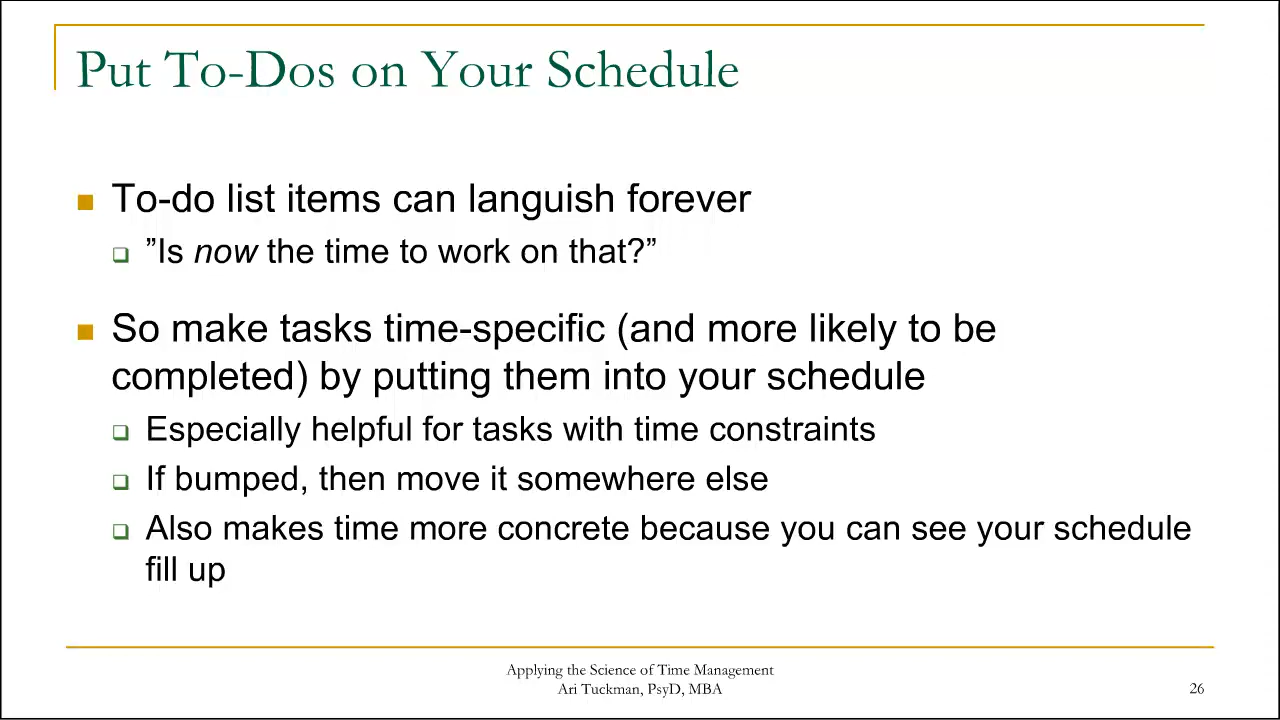 Put To-Dos on Your Schedule
To-do list items can languish forever
”Is now the time to work on that?”
So make tasks time-specific (and more likely to be
completed) by putting them into your schedule
Especially helpful for tasks with time constraints
If bumped, then move it somewhere else
Also makes time more concrete because you can see your schedule
fill up
Applying the Science of Time Management
Ari Tuckman, PsyD, MBA
26